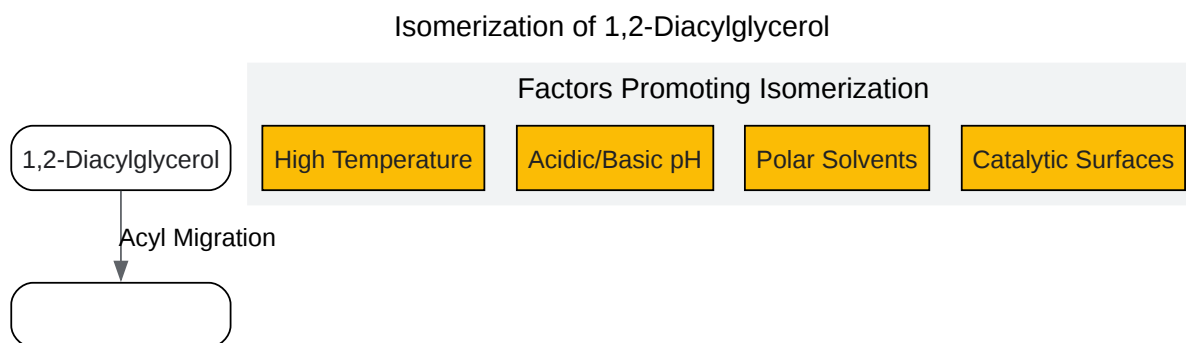 Isomerization of 1,2-Diacylglycerol
Factors Promoting Isomerization
1,2-Diacylglycerol
High Temperature
Acidic/Basic pH
Polar Solvents
Catalytic Surfaces
Acyl Migration